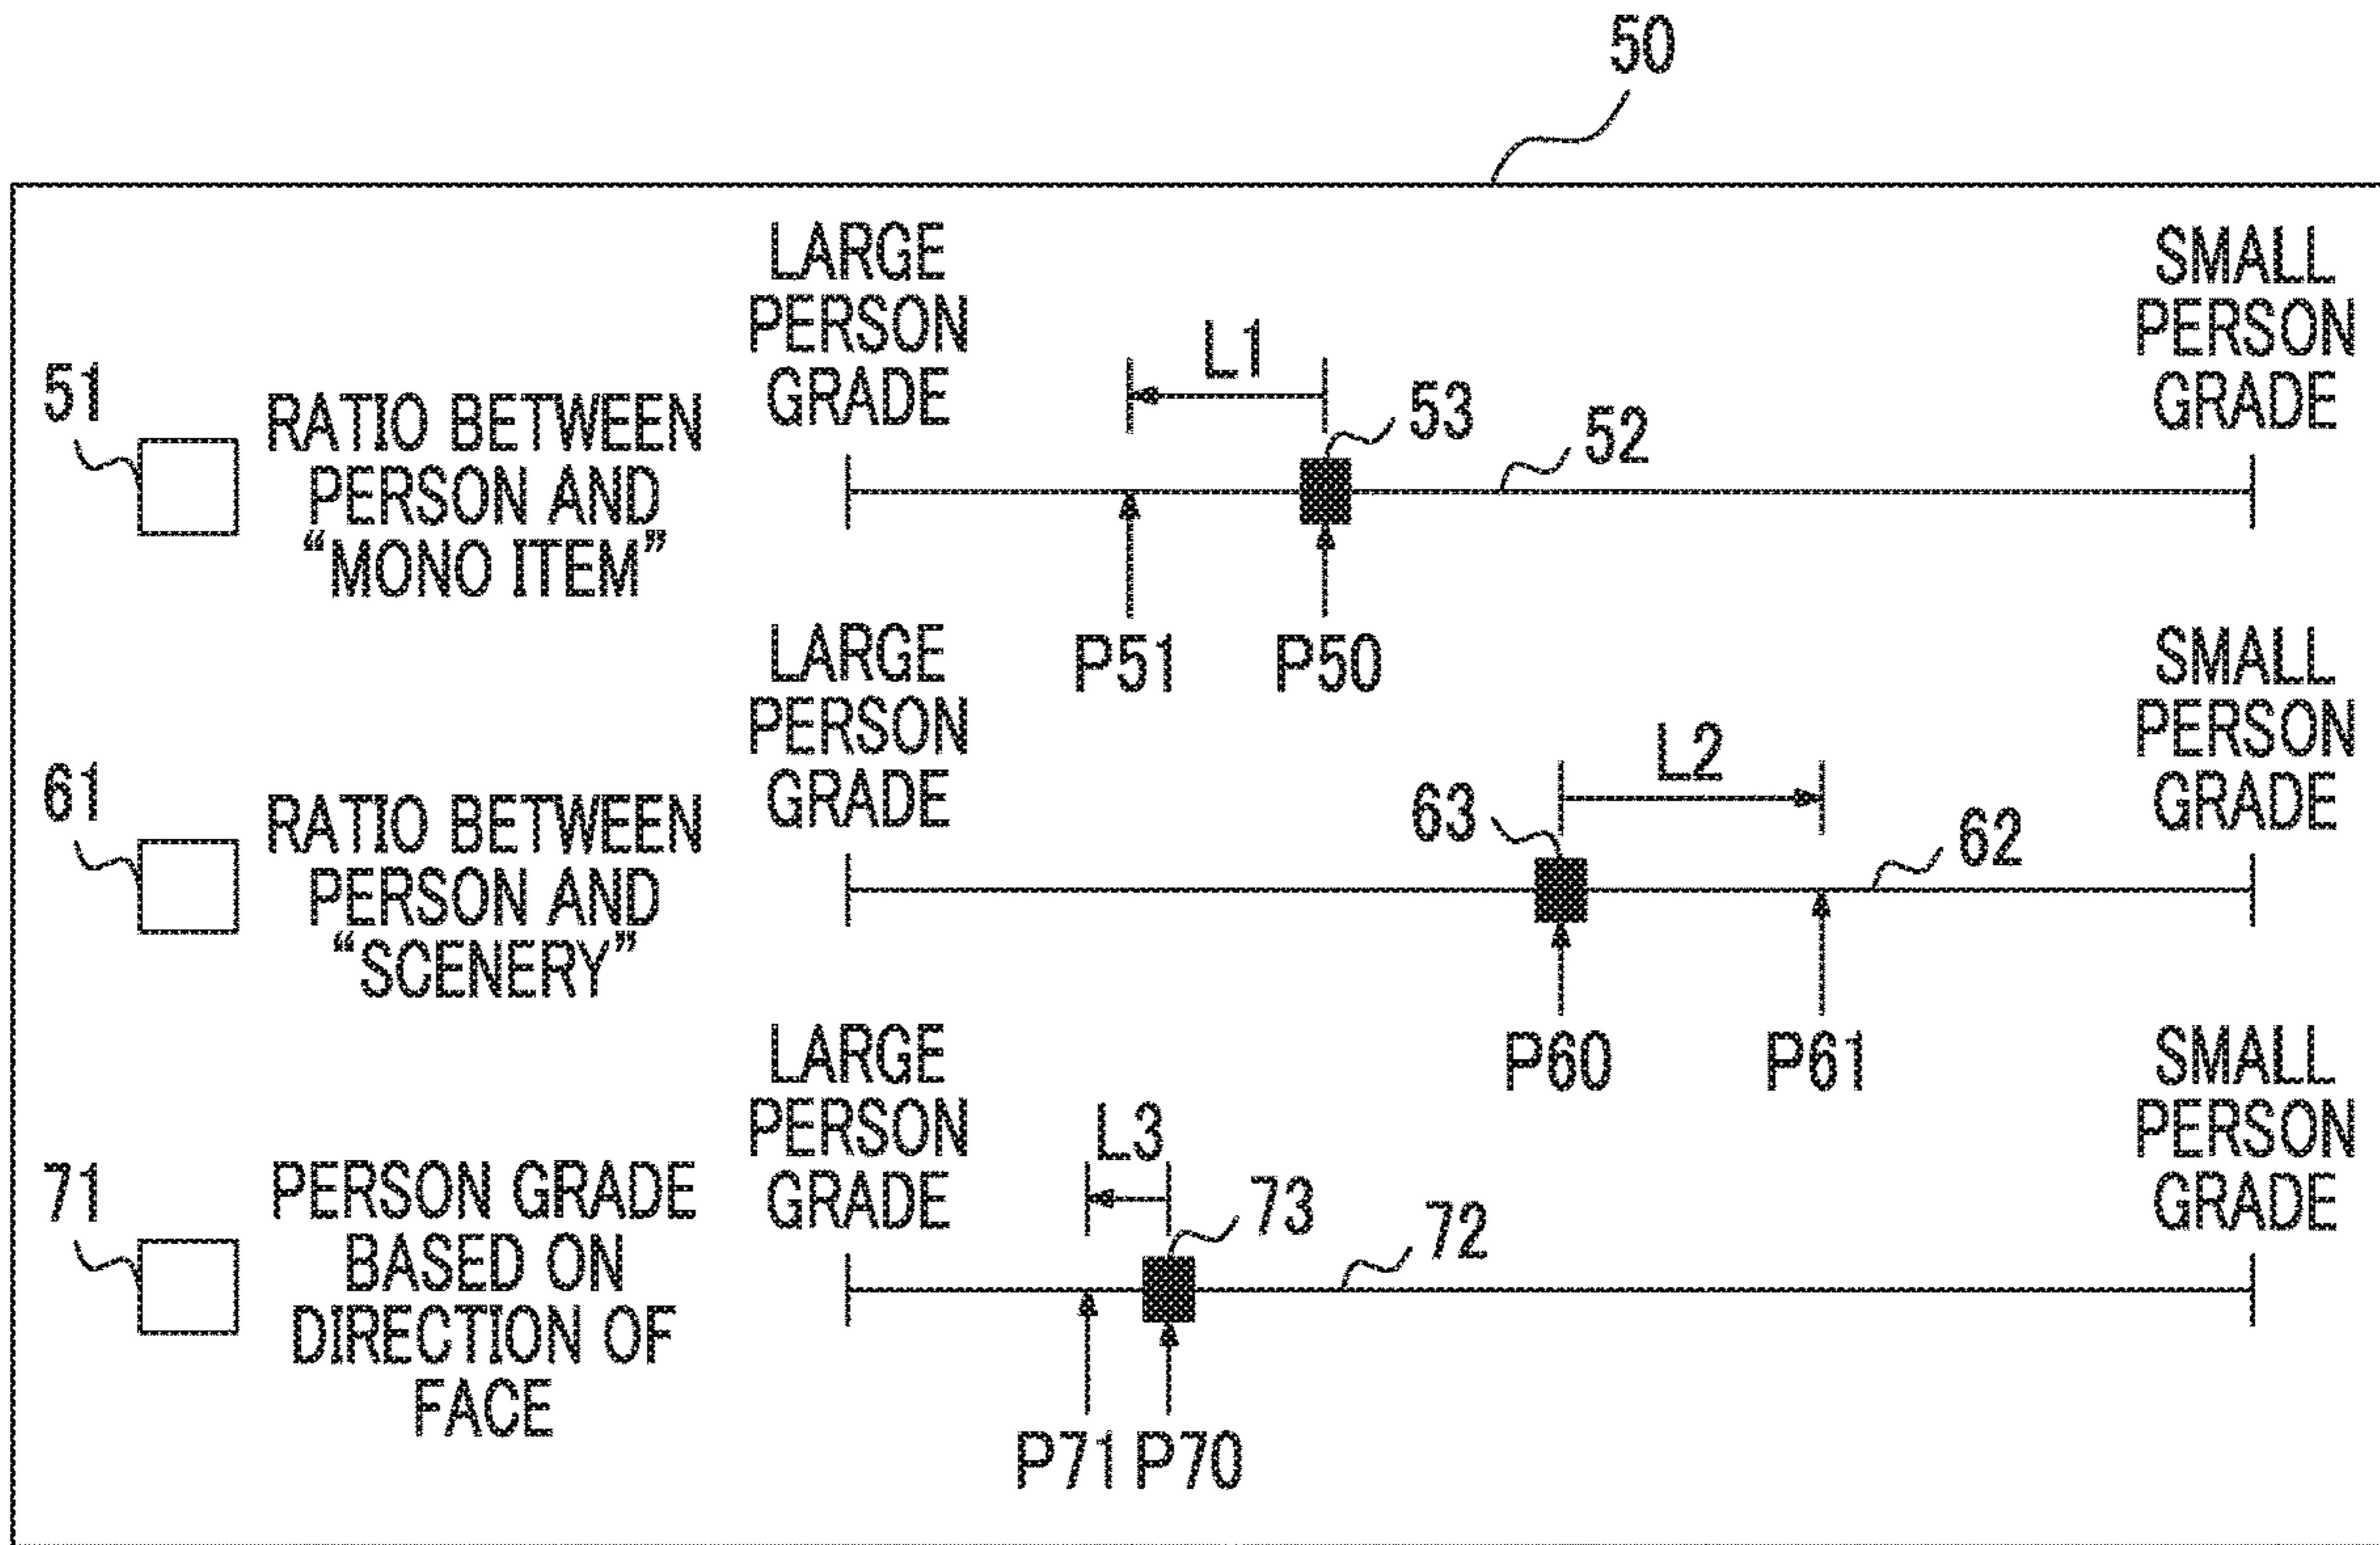 50
LARGE
PERSON
GRADE
SMALL
PERSON
GRADE
L1
51
RATIO BETWEEN
PERSON AND
“MONO ITEM”
53
52
P51
P50
LARGE
PERSON
GRADE
SMALL
PERSON
GRADE
L2
61
RATIO BETWEEN
PERSON AND
“SCENERY”
63
62
P60
P61
LARGE
PERSON
GRADE
SMALL
PERSON
GRADE
L3
71
PERSON GRADE
BASED ON
DIRECTION OF
FACE
73
72
P71
P70